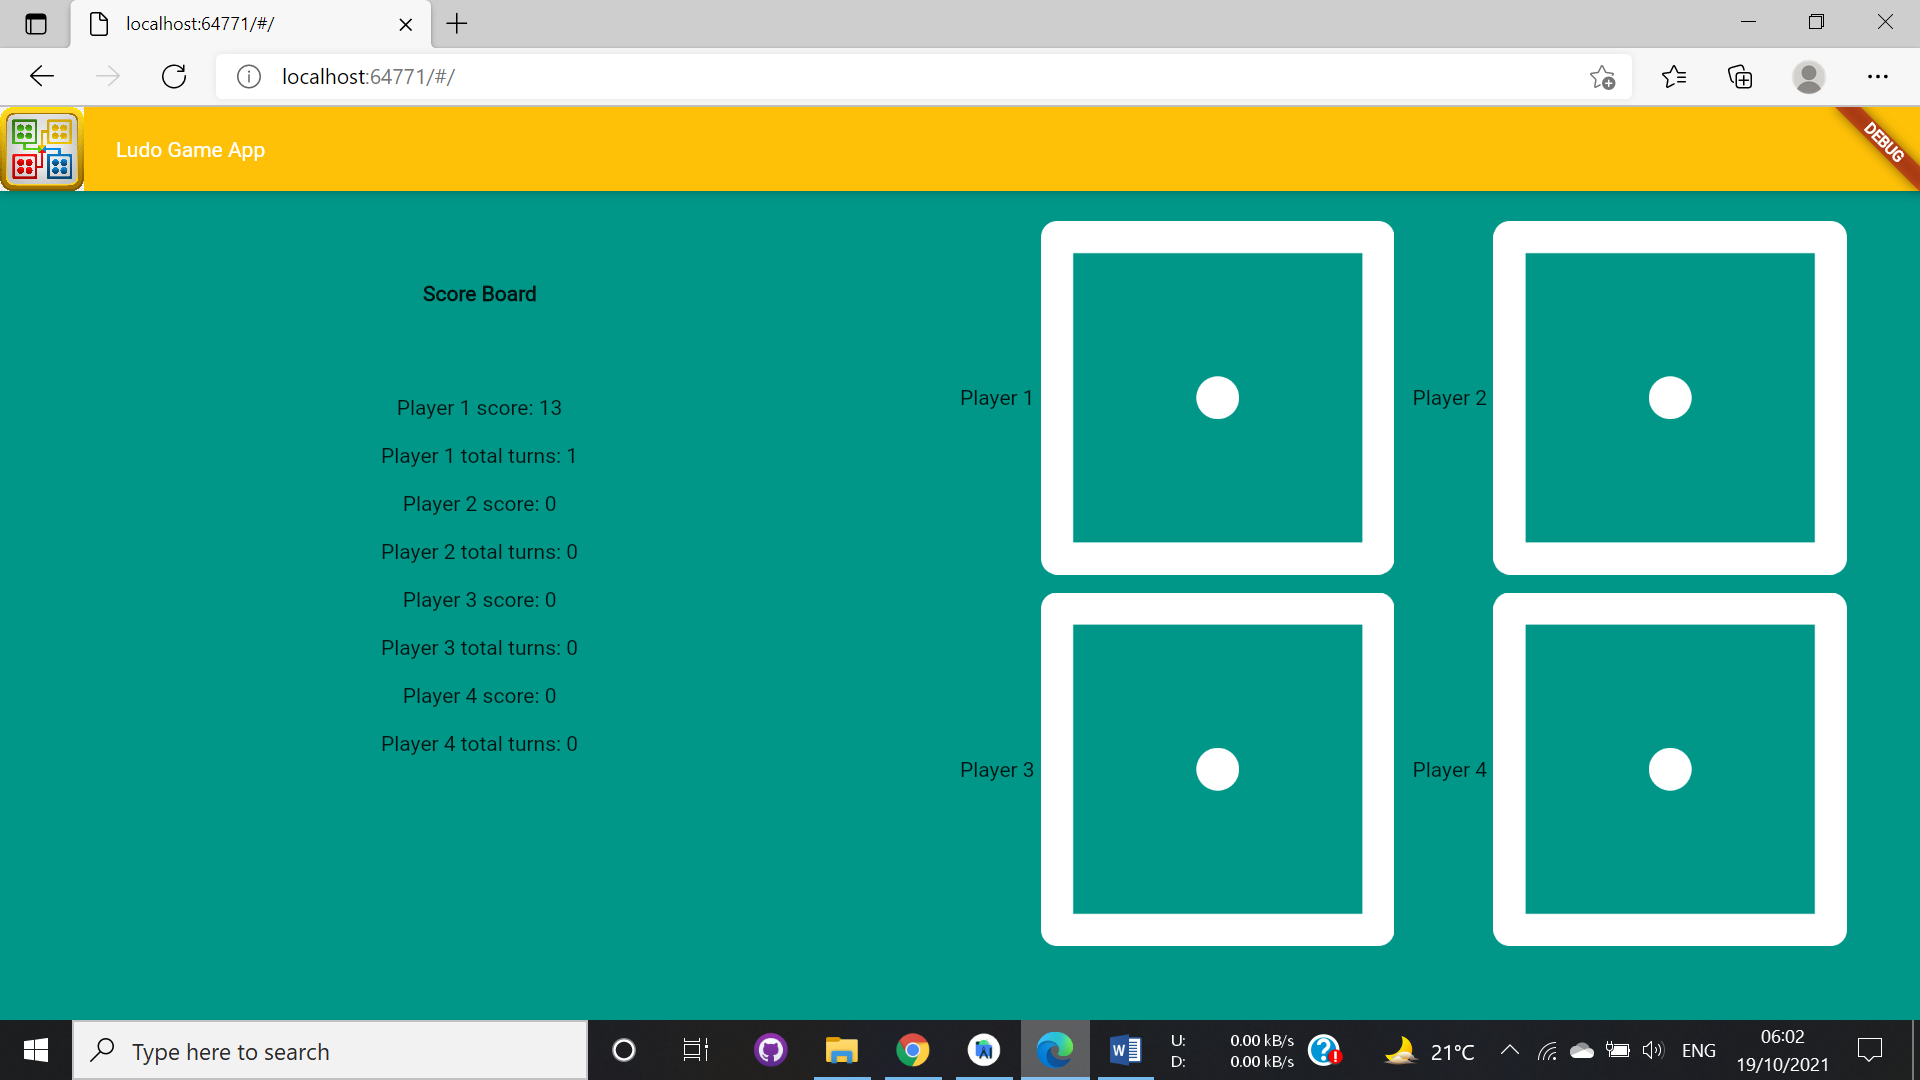 localhost:64771/#/
localhost:64771/#/
Ludo Game App
DEBUG
Score Board
Player 1 score: 13
Player 1 total turns: 1
Player 2 score: 0
Player 2 total turns: 0
Player 3 score: 0
Player 3 total turns: 0
Player 4 score: 0
Player 4 total turns: 0
Player 1
Player 2
Player 3
Player 4
Type here to search
U: 0.00 kB/s
D: 0.00 kB/s
21°C
ENG
06:02
19/10/2021